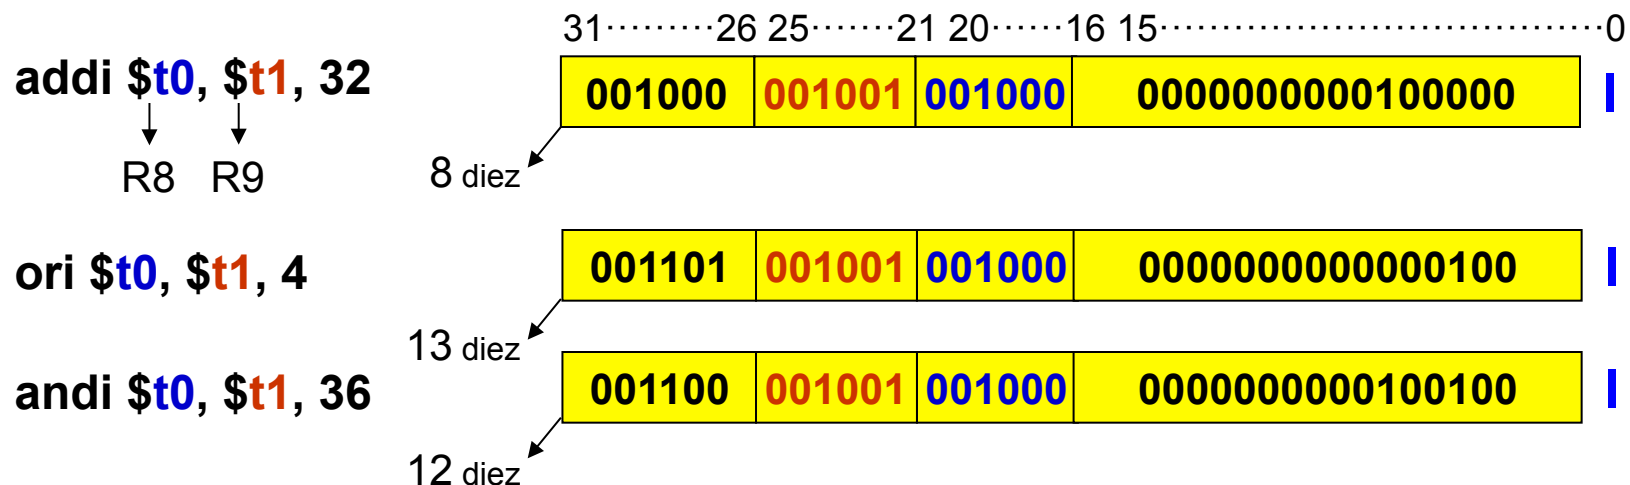 31·········26 25·······21 20······16 15·································0
addi $t0, $t1, 32 001000 001001 001000 0000000000100000 I
R8 R9 8 diez
ori $t0, $t1, 4 001101 001001 001000 0000000000000100 I
13 diez
andi $t0, $t1, 36 001100 001001 001000 0000000000100100 I
12 diez